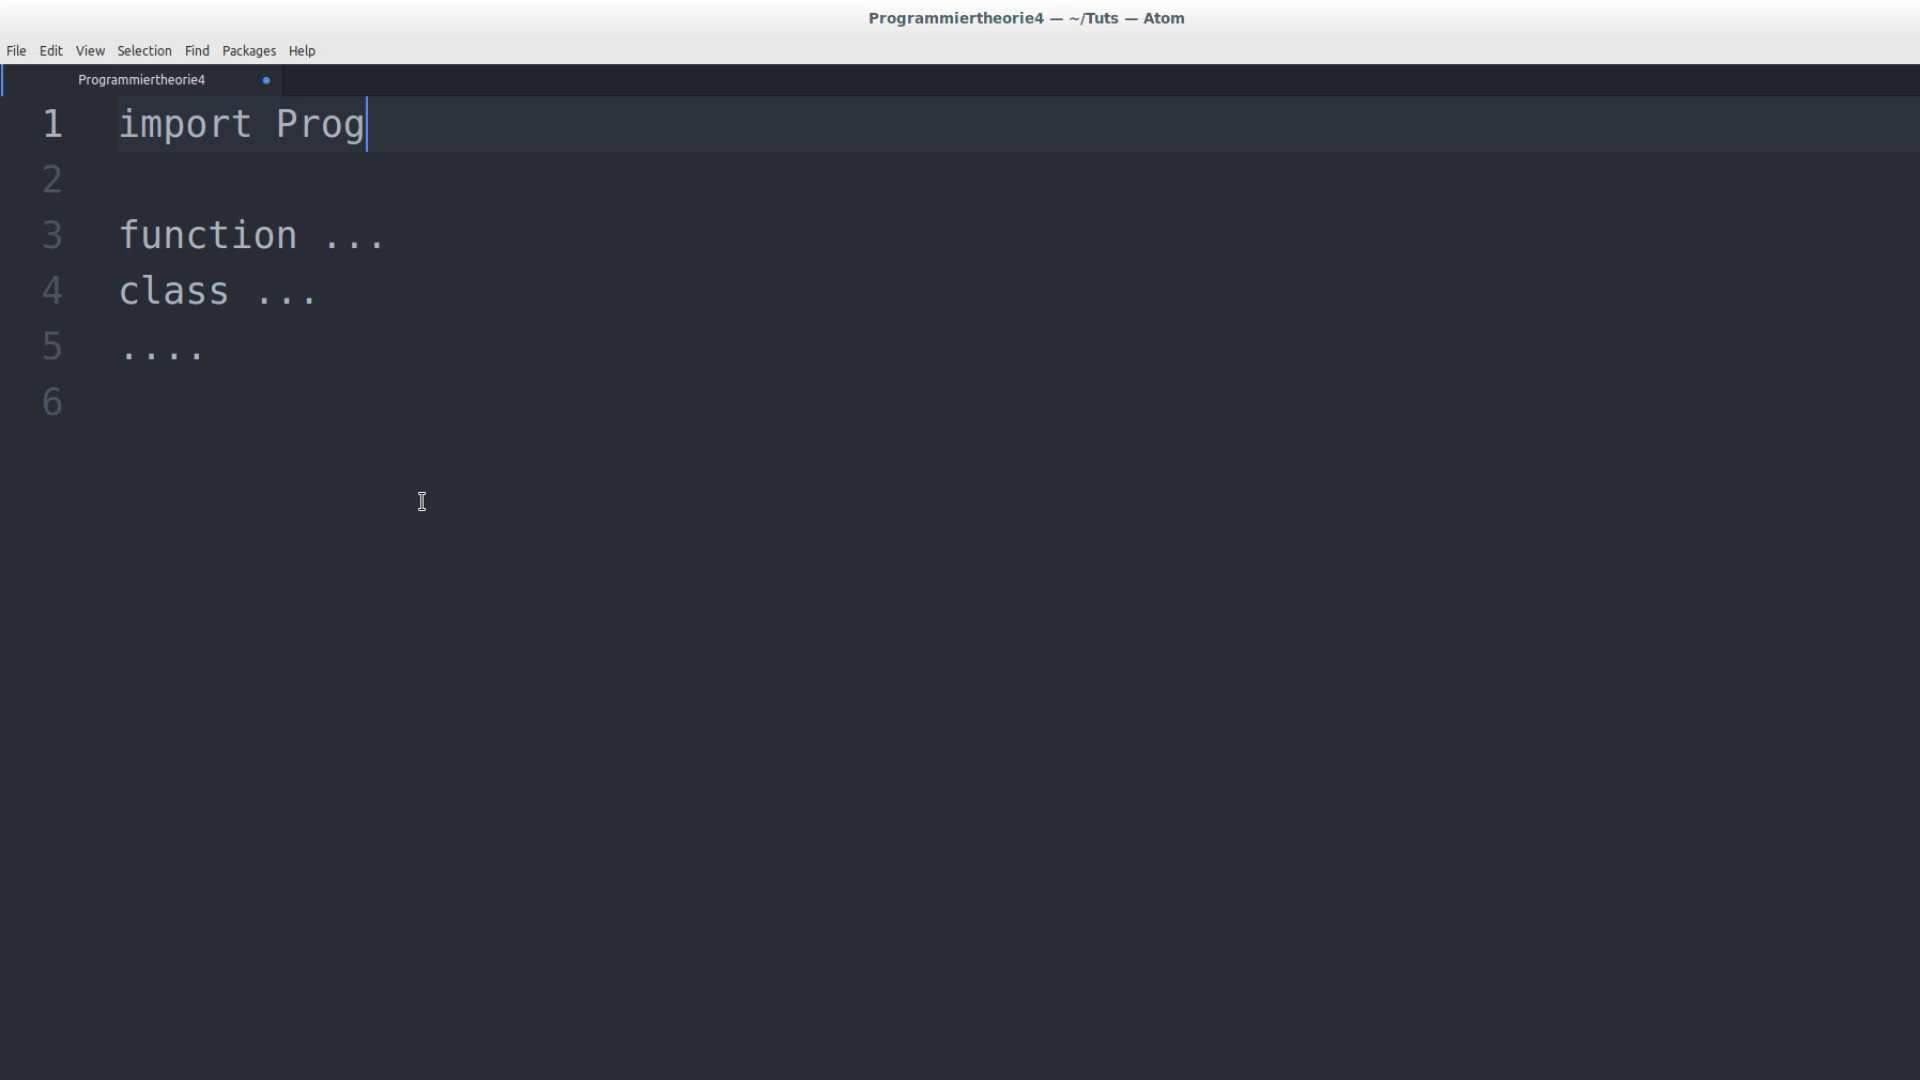 Programmiertheorie4 — ~/Tuts — Atom
File Edit View Selection Find Packages Help
Programmiertheorie4
1 import Prog
2
3 function ...
4 class ...
5 ....
6